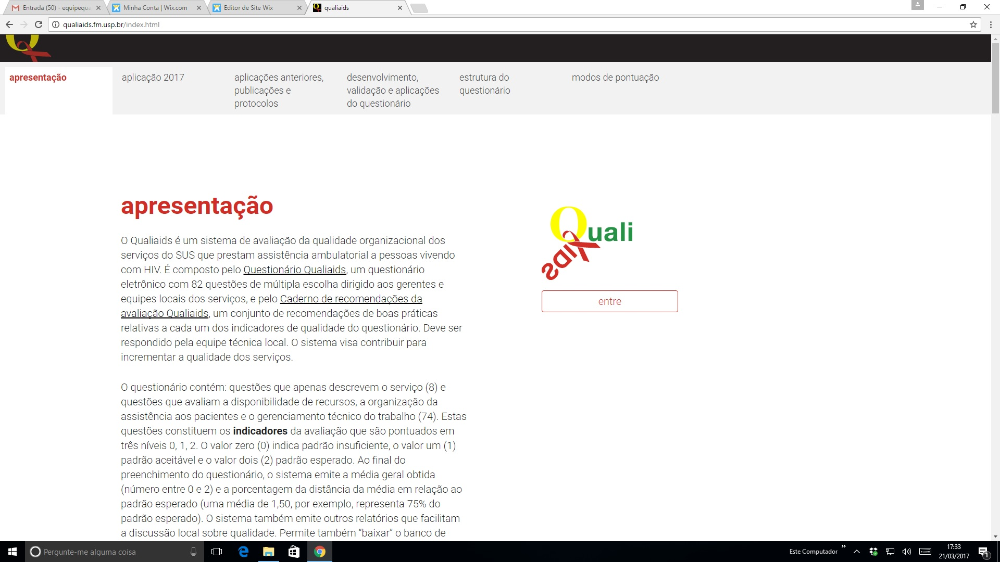 Entrada (50) - equipequa
Minha Conta | Wix.com
Editor de Site Wix
qualiaids
qualiaids.fm.usp.br/index.html
Q
apresentação
aplicação 2017
aplicações anteriores,
publicações e
protocolos
desenvolvimento,
validação e aplicações
do questionário
estrutura do
questionário
modos de pontuação
apresentação
O Qualiaids é um sistema de avaliação da qualidade organizacional dos
serviços do SUS que prestam assistência ambulatorial a pessoas vivendo
com HIV. É composto pelo Questionário Qualiaids, um questionário
eletrônico com 82 questões de múltipla escolha dirigido aos gerentes e
equipes locais dos serviços, e pelo Caderno de recomendações da
avaliação Qualiaids, um conjunto de recomendações de boas práticas
relativas a cada um dos indicadores de qualidade do questionário. Deve ser
respondido pela equipe técnica local. O sistema visa contribuir para
incrementar a qualidade dos serviços.
O questionário contém: questões que apenas descrevem o serviço (8) e
questões que avaliam a disponibilidade de recursos, a organização da
assistência aos pacientes e o gerenciamento técnico do trabalho (74). Estas
questões constituem os indicadores da avaliação que são pontuados em
três níveis 0, 1, 2. O valor zero (0) indica padrão insuficiente, o valor um (1)
padrão aceitável e o valor dois (2) padrão esperado. Ao final do
preenchimento do questionário, o sistema emite a média geral obtida
(número entre 0 e 2) e a porcentagem da distância da média em relação ao
padrão esperado (uma média de 1,50, por exemplo, representa 75% do
padrão esperado). O sistema também emite outros relatórios que facilitam
a discussão local sobre qualidade. Permite também “baixar” o banco de
Quali
AIDS
entre
Pergunte-me alguma coisa
Este Computador
17:33
21/03/2017
1